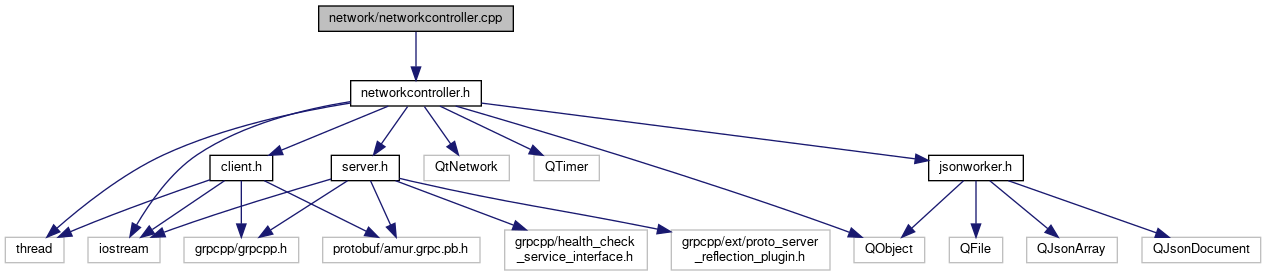 network/networkcontroller.cpp
networkcontroller.h
client.h
server.h
QtNetwork
QTimer
jsonworker.h
thread
iostream
grpcpp/grpcpp.h
protobuf/amur.grpc.pb.h
grpcpp/health_check
_service_interface.h
grpcpp/ext/proto_server
_reflection_plugin.h
QObject
QFile
QJsonArray
QJsonDocument